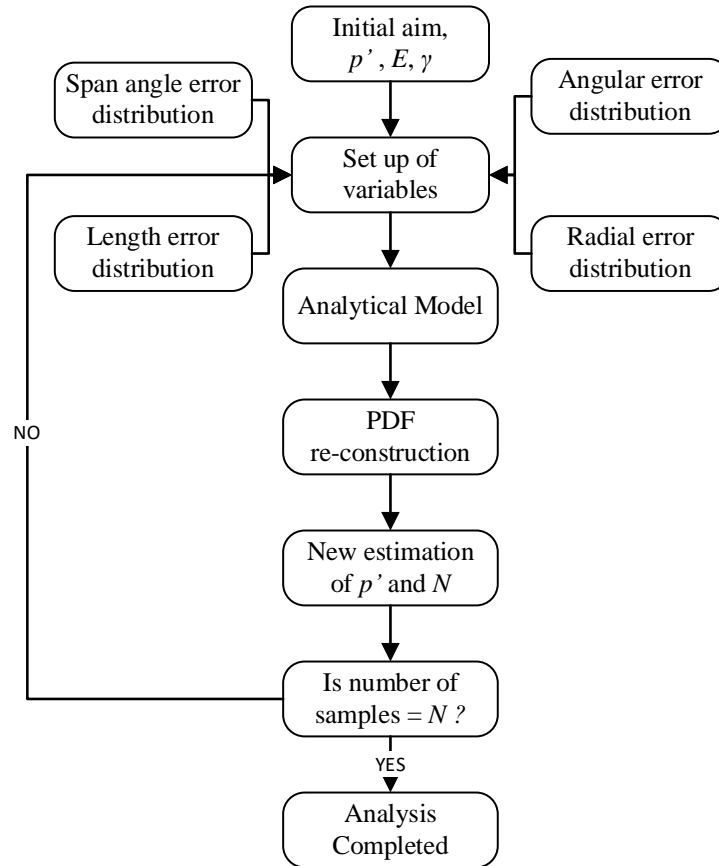 Initial aim,
p’ , E, γ
Span angle error
distribution
Angular error
distribution
Set up of
variables
Length error
distribution
Radial error
distribution
Analytical Model
PDF
re-construction
NO
New estimation
of p’ and N
Is number of
samples = N ?
YES
Analysis
Completed